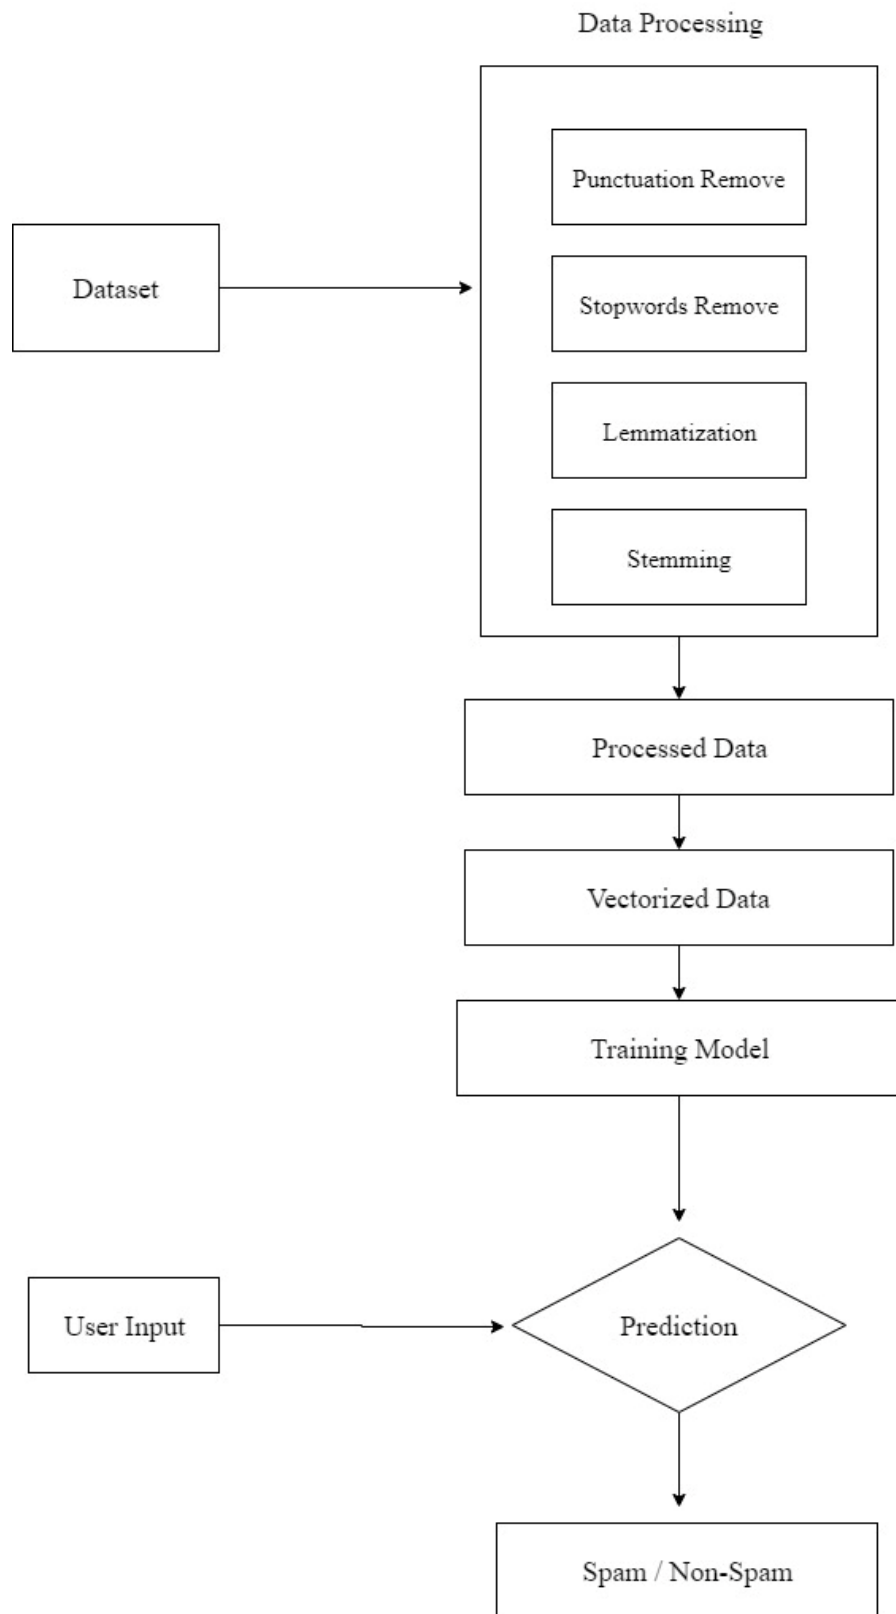 Data Processing
Punctuation Remove
Dataset
Stopwords Remove
Lemmatization
Stemming
Processed Data
Vectorized Data
Training Model
User Input
Prediction
Spam / Non-Spam